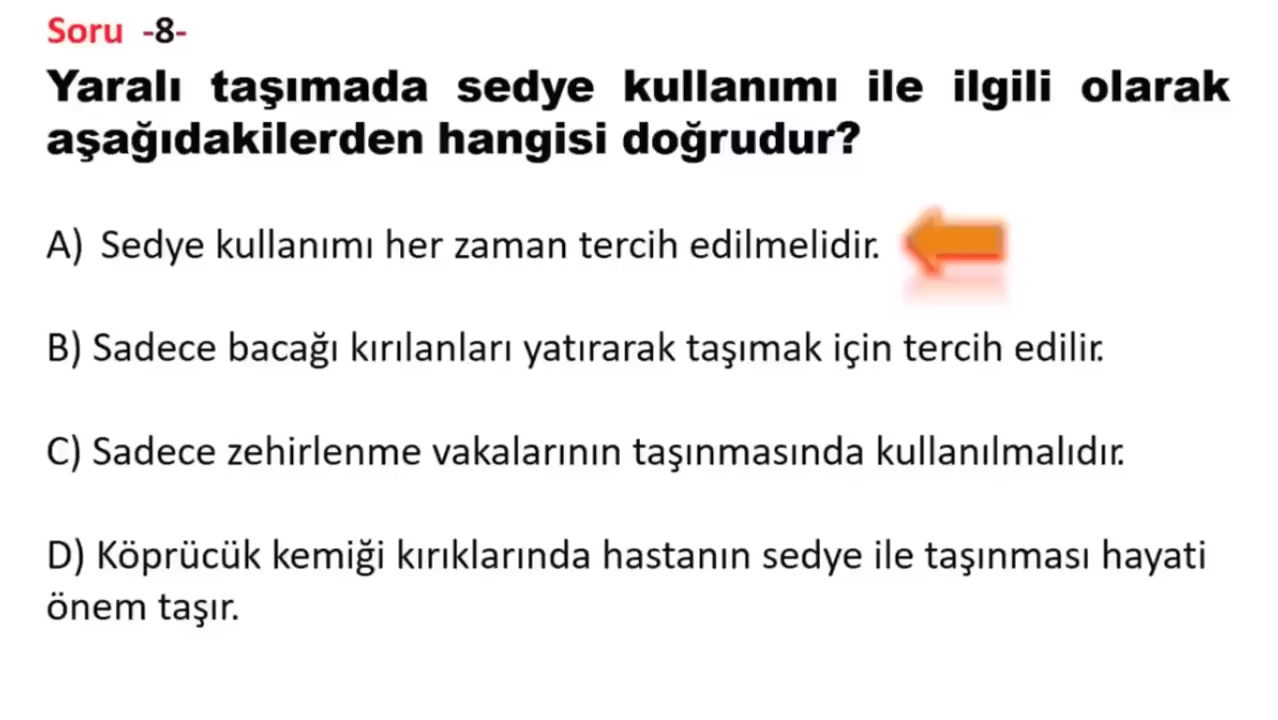 Soru -8-
Yaralı taşımada sedye kullanımı ile ilgili olarak
aşağıdakilerden hangisi doğrudur?
A) Sedye kullanımı her zaman tercih edilmelidir.
B) Sadece bacağı kırılanları yatırarak taşımak için tercih edilir.
C) Sadece zehirlenme vakalarının taşınmasında kullanılmalıdır.
D) Köprücük kemiği kırıklarında hastanın sedye ile taşınması hayati
önem taşır.